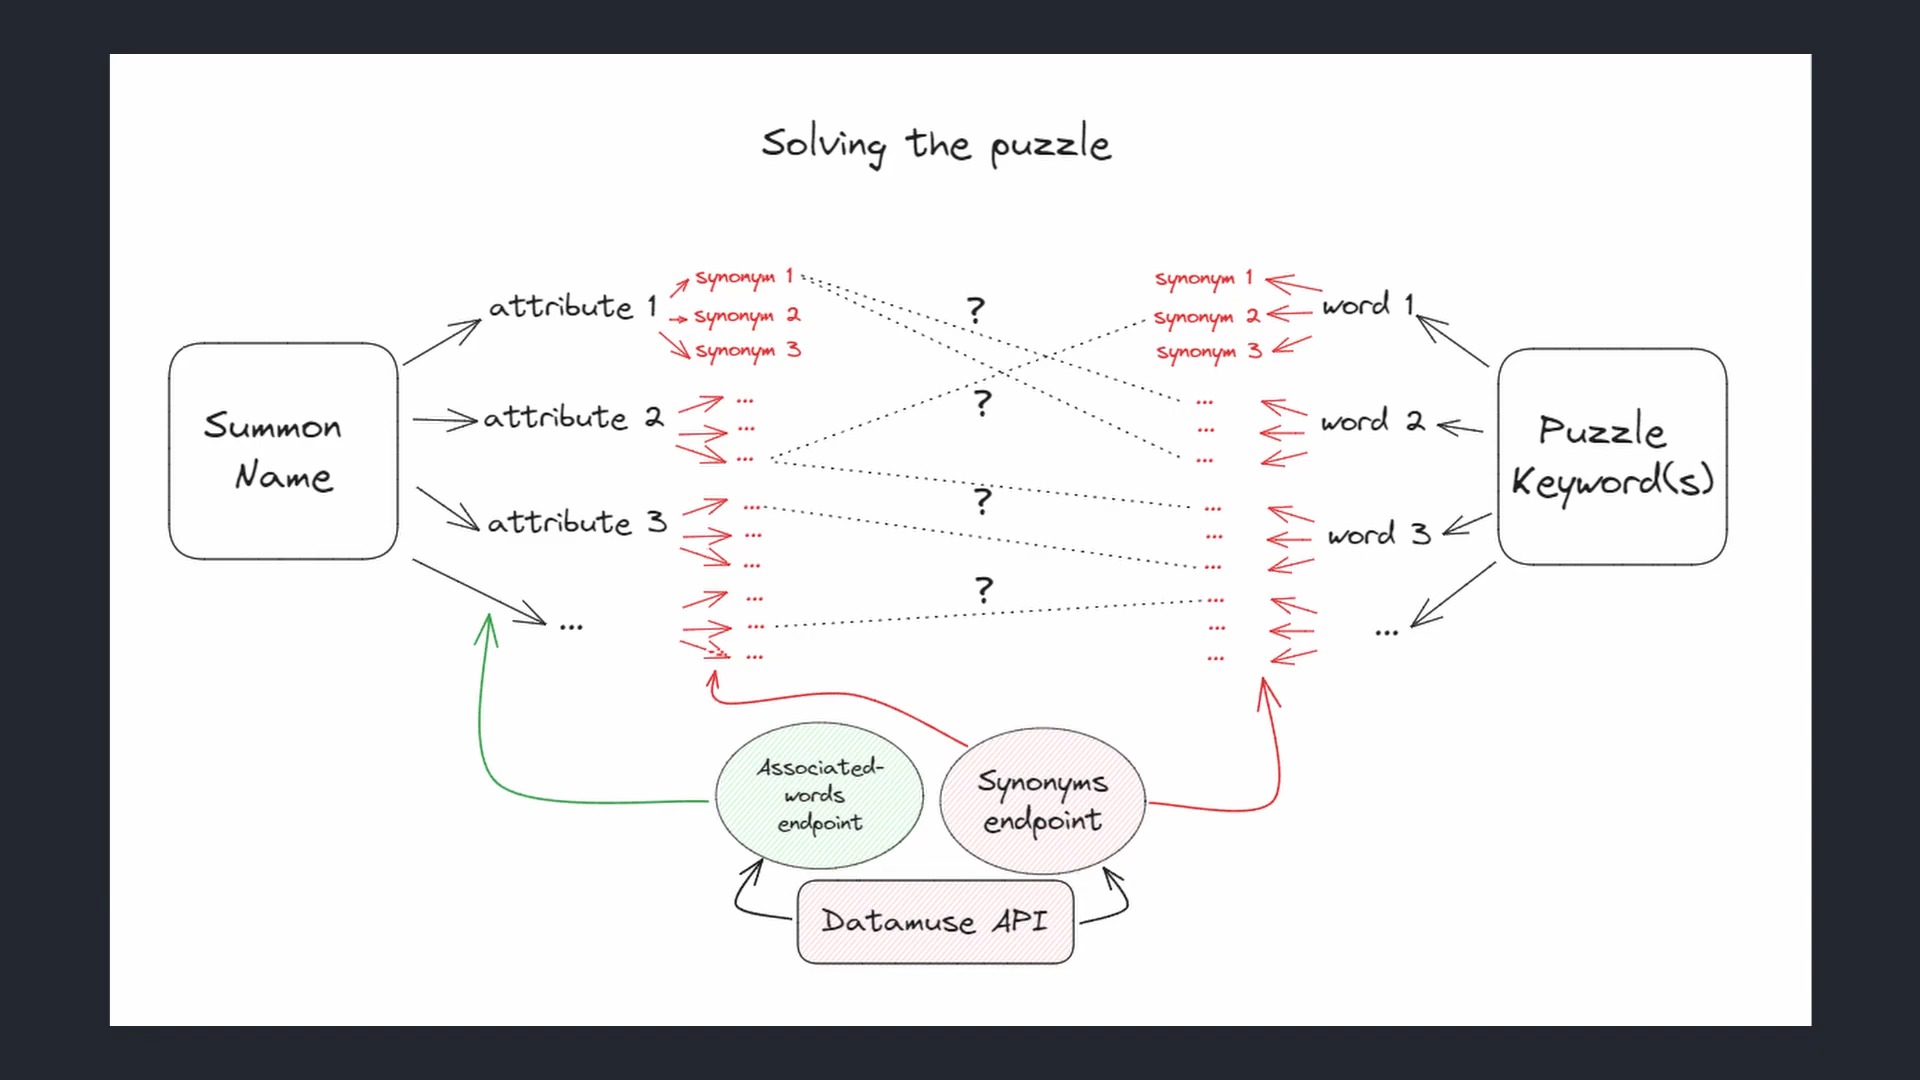 Solving the puzzle
Summon
Name
attribute 1
synonym 1
synonym 2
synonym 3
attribute 2
...
...
...
attribute 3
...
...
...
...
...
...
...
?
?
?
?
synonym 1
synonym 2
synonym 3
word 1
...
...
...
word 2
...
...
...
word 3
...
...
...
...
Puzzle
Keyword(s)
Associated-
words
endpoint
Synonyms
endpoint
Datamuse API